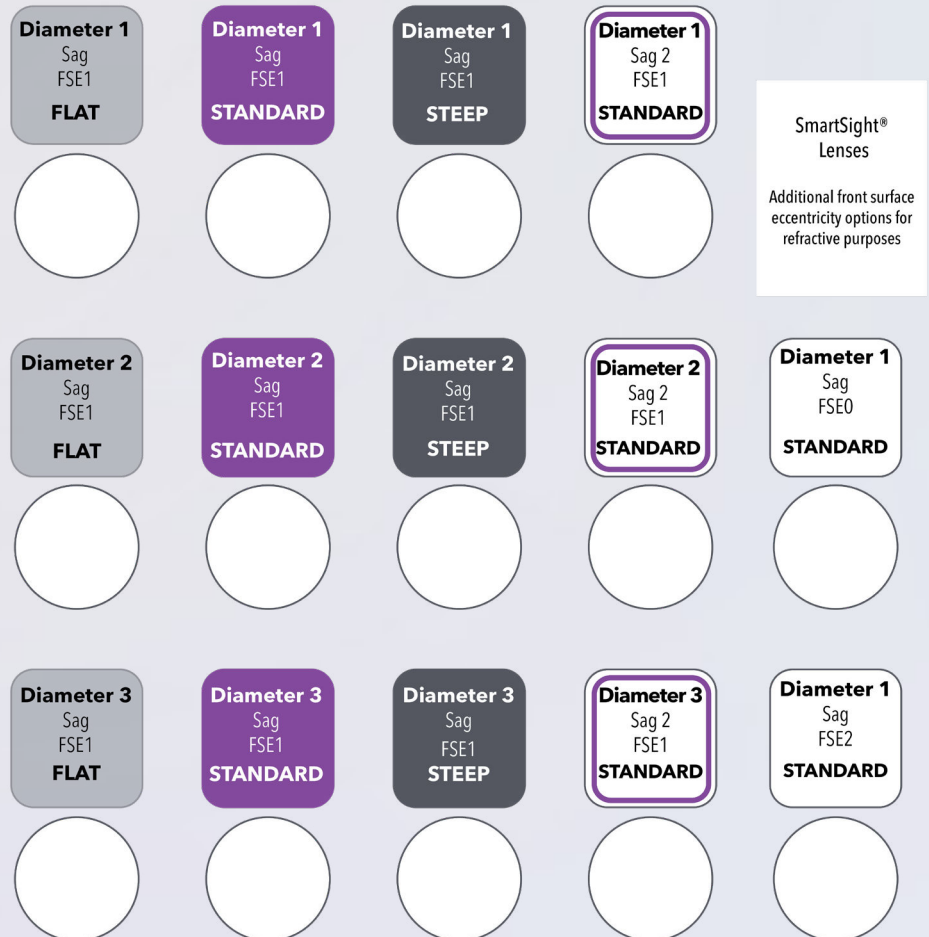 Diameter 1
Sag
FSE1
FLAT
Diameter 1
Sag
FSE1
STANDARD
Diameter 1
Sag
FSE1
STEEP
Diameter 1
Sag 2
FSE1
STANDARD
SmartSight®
Lenses
Additional front surface
eccentricity options for
refractive purposes
Diameter 2
Sag
FSE1
FLAT
Diameter 2
Sag
FSE1
STANDARD
Diameter 2
Sag
FSE1
STEEP
Diameter 2
Sag 2
FSE1
STANDARD
Diameter 1
Sag
FSE0
STANDARD
Diameter 3
Sag
FSE1
FLAT
Diameter 3
Sag
FSE1
STANDARD
Diameter 3
Sag
FSE1
STEEP
Diameter 3
Sag 2
FSE1
STANDARD
Diameter 1
Sag
FSE2
STANDARD